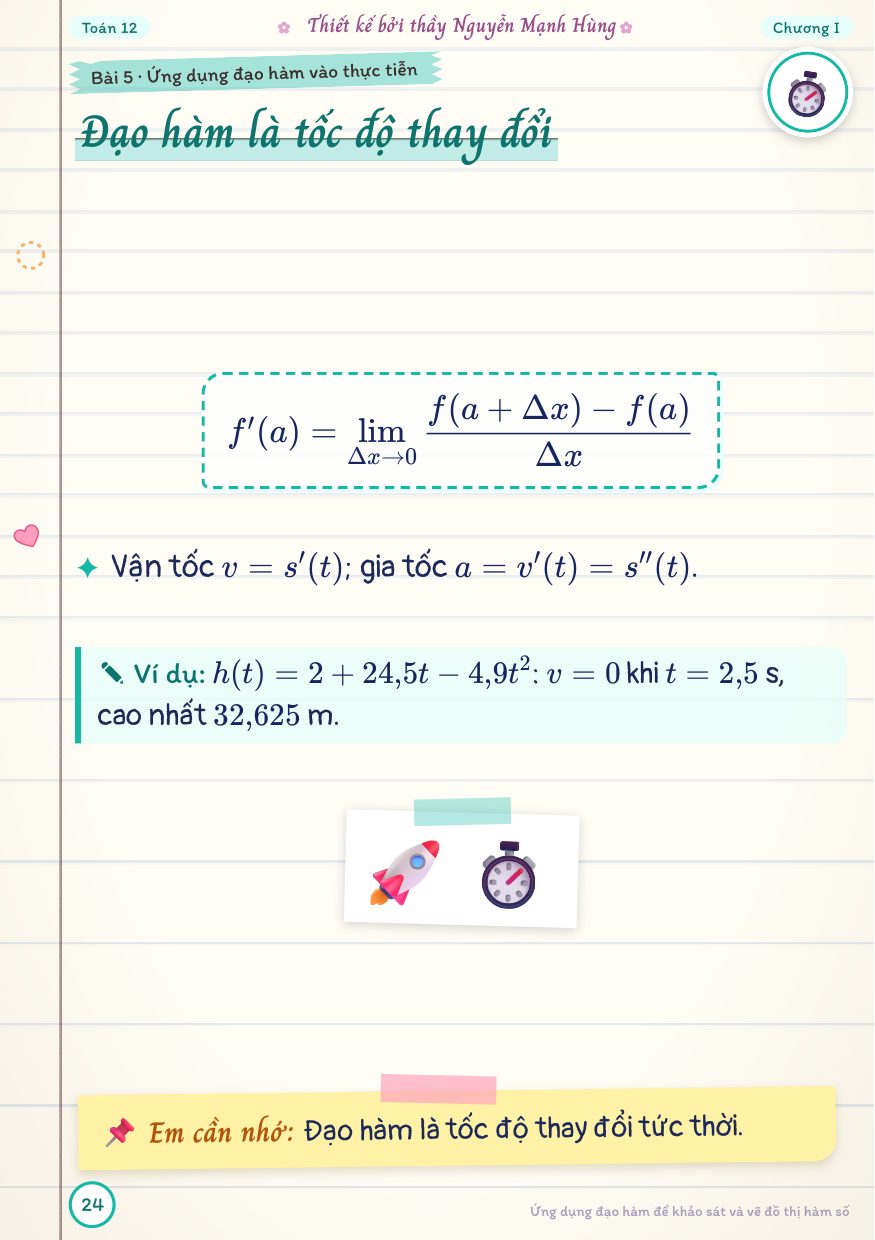 Toán 12
Thiết kế bởi thầy Nguyễn Mạnh Hùng
Chương I
Bài 5 · Ứng dụng đạo hàm vào thực tiễn
Đạo hàm là tốc độ thay đổi
f′(a) = lim_{Δx→0} (f(a + Δx) − f(a))/Δx
Vận tốc v = s′(t); gia tốc a = v′(t) = s″(t).
Ví dụ: h(t) = 2 + 24,5t − 4,9t²: v = 0 khi t = 2,5 s,
cao nhất 32,625 m.
Em cần nhớ: Đạo hàm là tốc độ thay đổi tức thời.
24
Ứng dụng đạo hàm để khảo sát và vẽ đồ thị hàm số